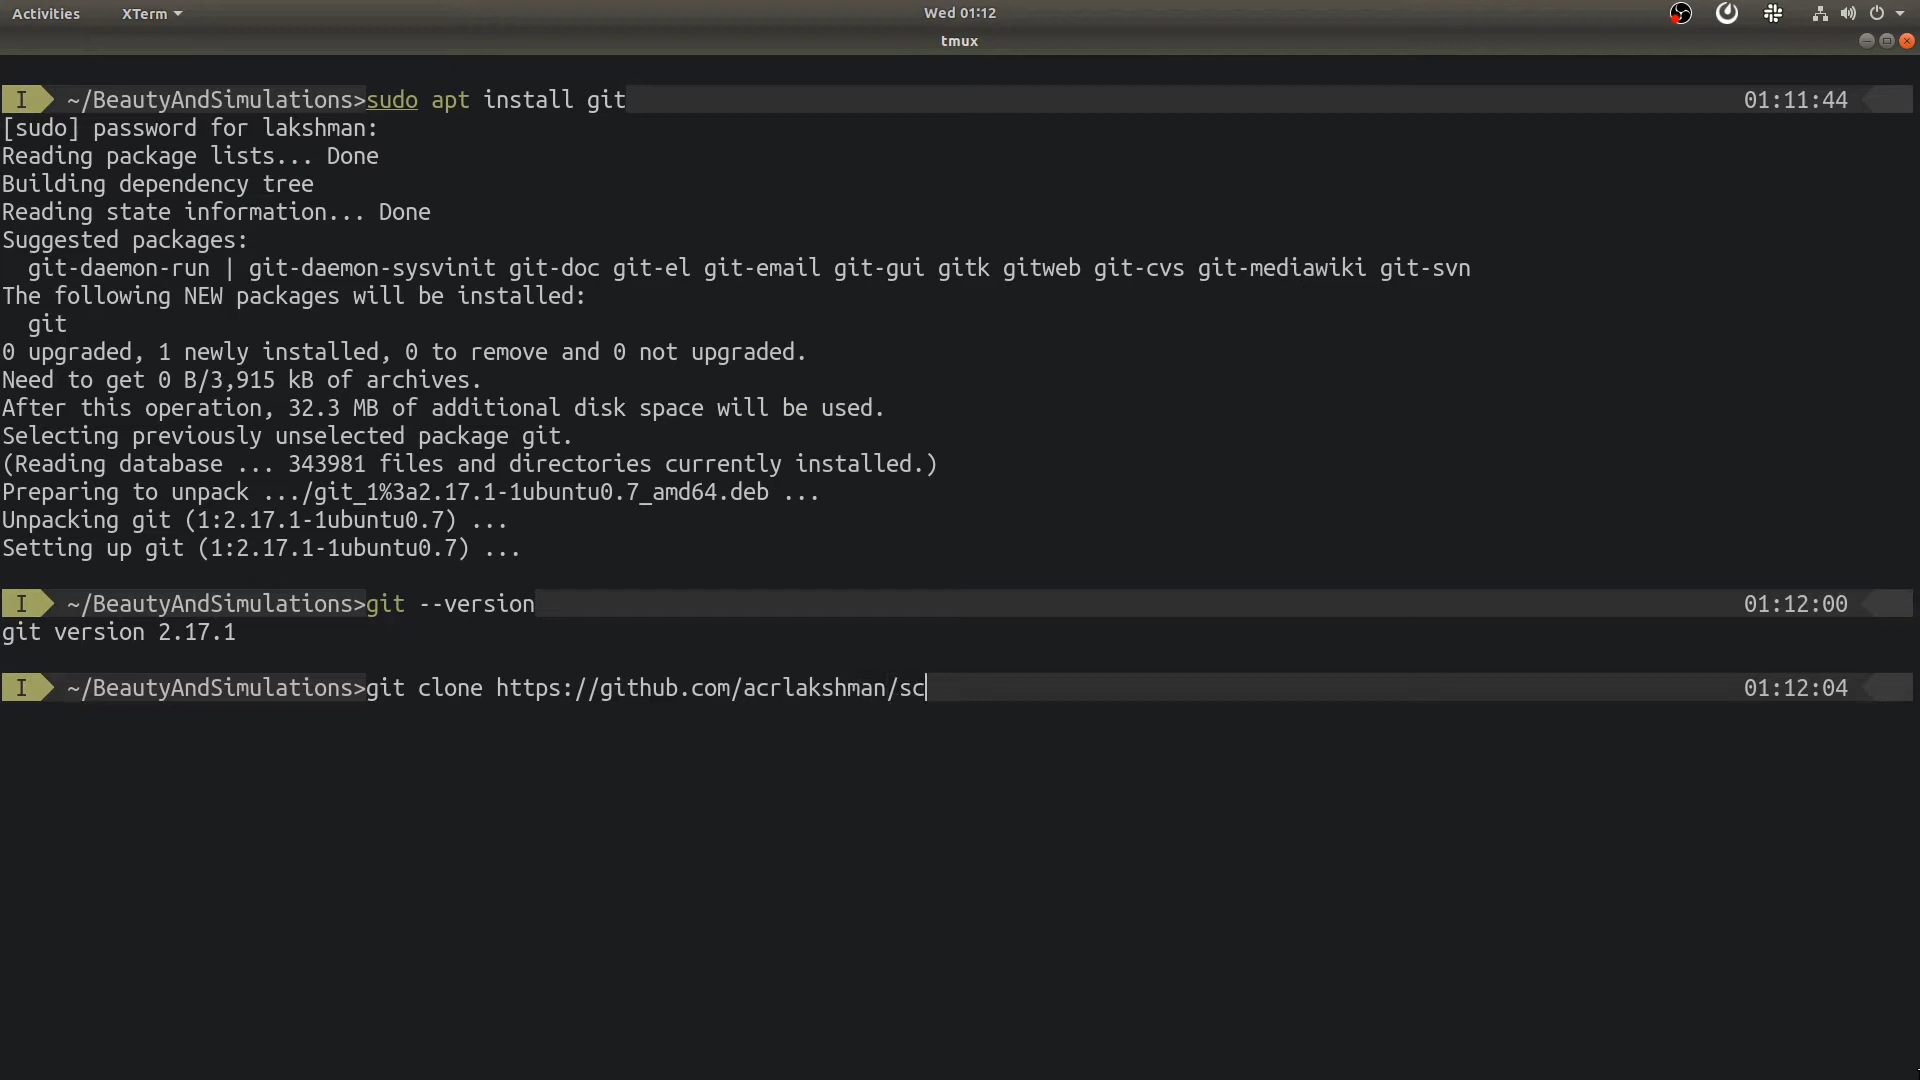 Activities XTerm Wed 01:12
tmux
I ~/BeautyAndSimulations>sudo apt install git 01:11:44
[sudo] password for lakshman:
Reading package lists... Done
Building dependency tree
Reading state information... Done
Suggested packages:
  git-daemon-run | git-daemon-sysvinit git-doc git-el git-email git-gui gitk gitweb git-cvs git-mediawiki git-svn
The following NEW packages will be installed:
  git
0 upgraded, 1 newly installed, 0 to remove and 0 not upgraded.
Need to get 0 B/3,915 kB of archives.
After this operation, 32.3 MB of additional disk space will be used.
Selecting previously unselected package git.
(Reading database ... 343981 files and directories currently installed.)
Preparing to unpack .../git_1%3a2.17.1-1ubuntu0.7_amd64.deb ...
Unpacking git (1:2.17.1-1ubuntu0.7) ...
Setting up git (1:2.17.1-1ubuntu0.7) ...
I ~/BeautyAndSimulations>git --version 01:12:00
git version 2.17.1
I ~/BeautyAndSimulations>git clone https://github.com/acrlakshman/sc 01:12:04